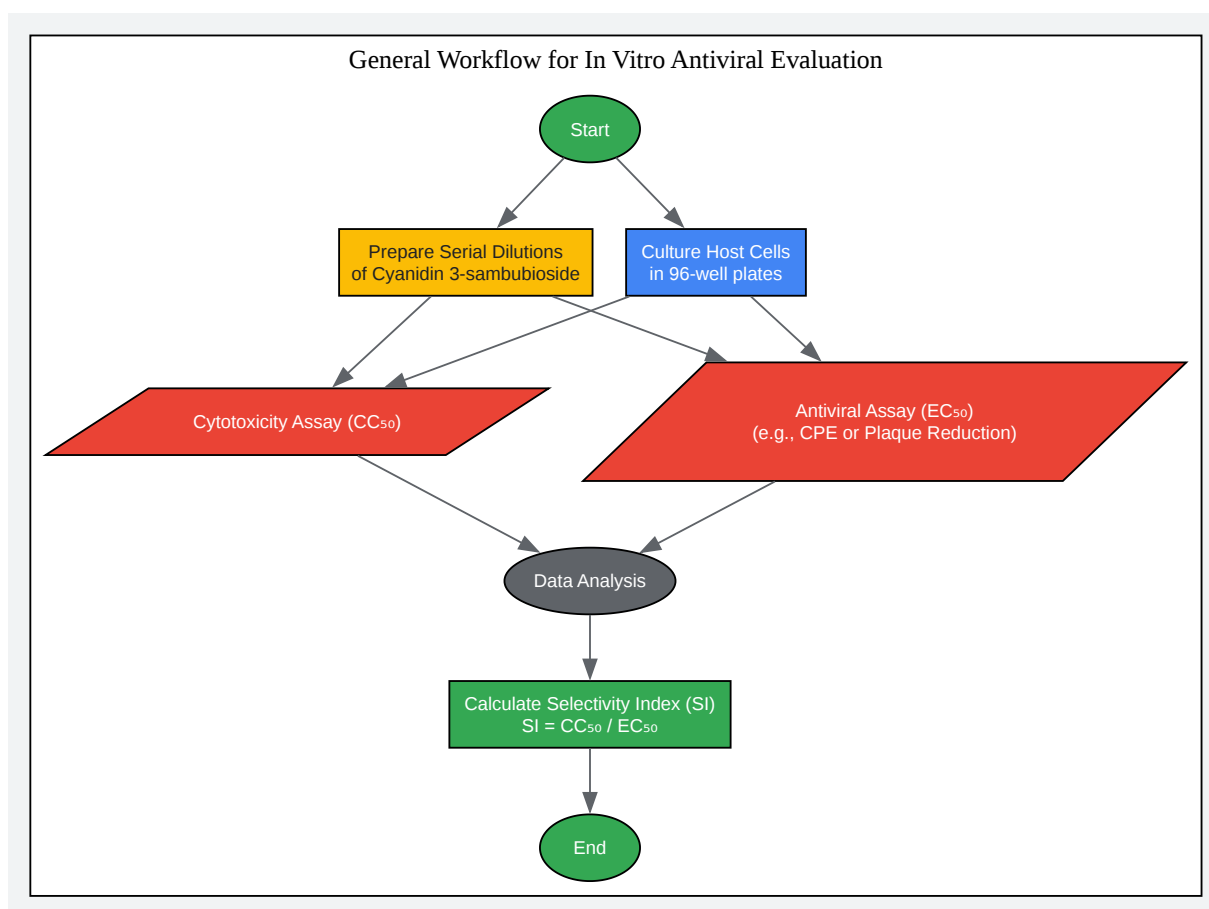 General Workflow for In Vitro Antiviral Evaluation
Start
Prepare Serial Dilutions
of Cyanidin 3-sambubioside
Culture Host Cells
in 96-well plates
Cytotoxicity Assay (CC₅₀)
Antiviral Assay (EC₅₀)
(e.g., CPE or Plaque Reduction)
Data Analysis
Calculate Selectivity Index (SI)
SI = CC₅₀ / EC₅₀
End